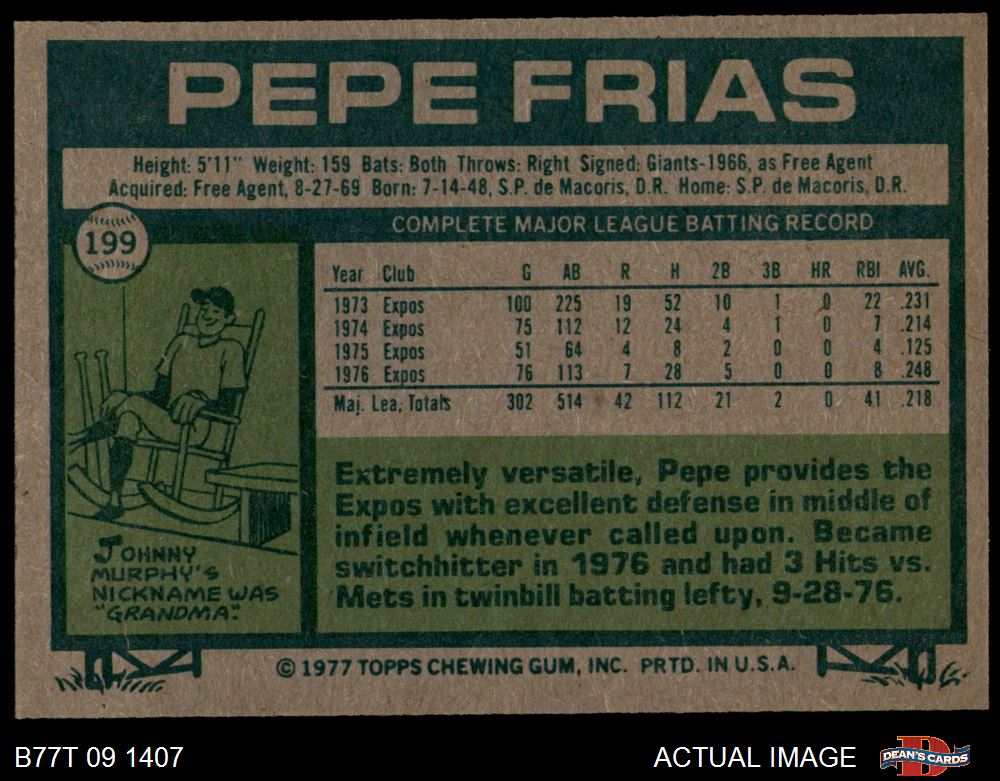 PEPE FRIAS
Height: 5'11" Weight: 159 Bats: Both Throws: Right Signed: Giants-1966, as Free Agent
Acquired: Free Agent, 8-27-69 Born: 7-14-48, S.P. de Macoris, D.R. Home: S.P. de Macoris, D.R.
199
COMPLETE MAJOR LEAGUE BATTING RECORD
Year Club G AB R H 2B 3B HR RBI AVG.
1973 Expos 100 225 19 52 10 1 0 22 .231
1974 Expos 75 112 12 24 4 1 0 7 .214
1975 Expos 51 64 4 8 2 0 0 4 .125
1976 Expos 76 113 7 28 5 0 0 8 .248
Maj. Lea. Totals 302 514 42 112 21 2 0 41 .218
JOHNNY
MURPHY'S
NICKNAME WAS
"GRANDMA."
Extremely versatile, Pepe provides the
Expos with excellent defense in middle of
infield whenever called upon. Became
switchhitter in 1976 and had 3 Hits vs.
Mets in twinbill batting lefty, 9-28-76.
© 1977 TOPPS CHEWING GUM, INC. PRTD. IN U.S.A.
B77T 09 1407
ACTUAL IMAGE
D
DEAN'S CARDS